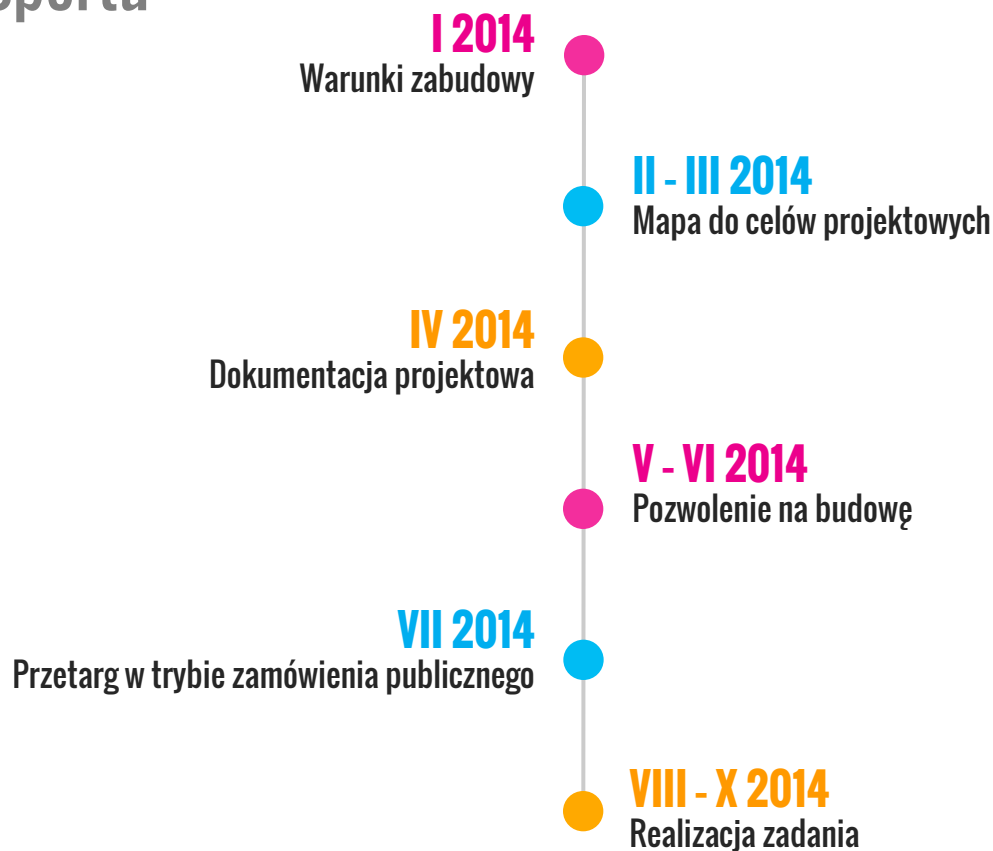 I 2014
Warunki zabudowy
II - III 2014
Mapa do celów projektowych
IV 2014
Dokumentacja projektowa
V - VI 2014
Pozwolenie na budowę
VII 2014
Przetarg w trybie zamówienia publicznego
VIII - X 2014
Realizacja zadania